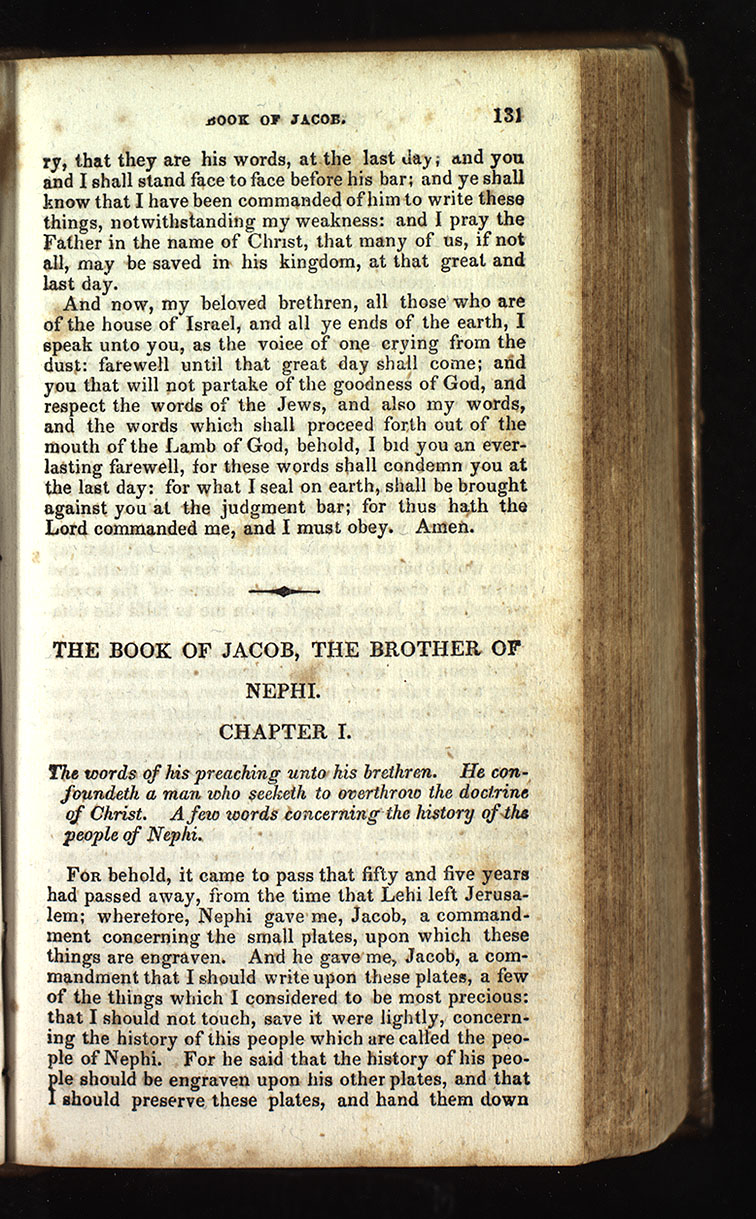 BOOK OF JACOB. 131
ry, that they are his words, at the last day; and you
and I shall stand face to face before his bar; and ye shall
know that I have been commanded of him to write these
things, notwithstanding my weakness: and I pray the
Father in the name of Christ, that many of us, if not
all, may be saved in his kingdom, at that great and
last day.
And now, my beloved brethren, all those who are
of the house of Israel, and all ye ends of the earth, I
speak unto you, as the voice of one crying from the
dust: farewell until that great day shall come; and
you that will not partake of the goodness of God, and
respect the words of the Jews, and also my words,
and the words which shall proceed forth out of the
mouth of the Lamb of God, behold, I bid you an ever-
lasting farewell, for these words shall condemn you at
the last day: for what I seal on earth, shall be brought
against you at the judgment bar; for thus hath the
Lord commanded me, and I must obey. Amen.
THE BOOK OF JACOB, THE BROTHER OF
NEPHI.
CHAPTER I.
The words of his preaching unto his brethren. He con-
foundeth a man who seeketh to overthrow the doctrine
of Christ. A few words concerning the history of the
people of Nephi.
FOR behold, it came to pass that fifty and five years
had passed away, from the time that Lehi left Jerusa-
lem; wherefore, Nephi gave me, Jacob, a command-
ment concerning the small plates, upon which these
things are engraven. And he gave me, Jacob, a com-
mandment that I should write upon these plates, a few
of the things which I considered to be most precious:
that I should not touch, save it were lightly, concern-
ing the history of this people which are called the peo-
ple of Nephi. For he said that the history of his peo-
ple should be engraven upon his other plates, and that
I should preserve these plates, and hand them down